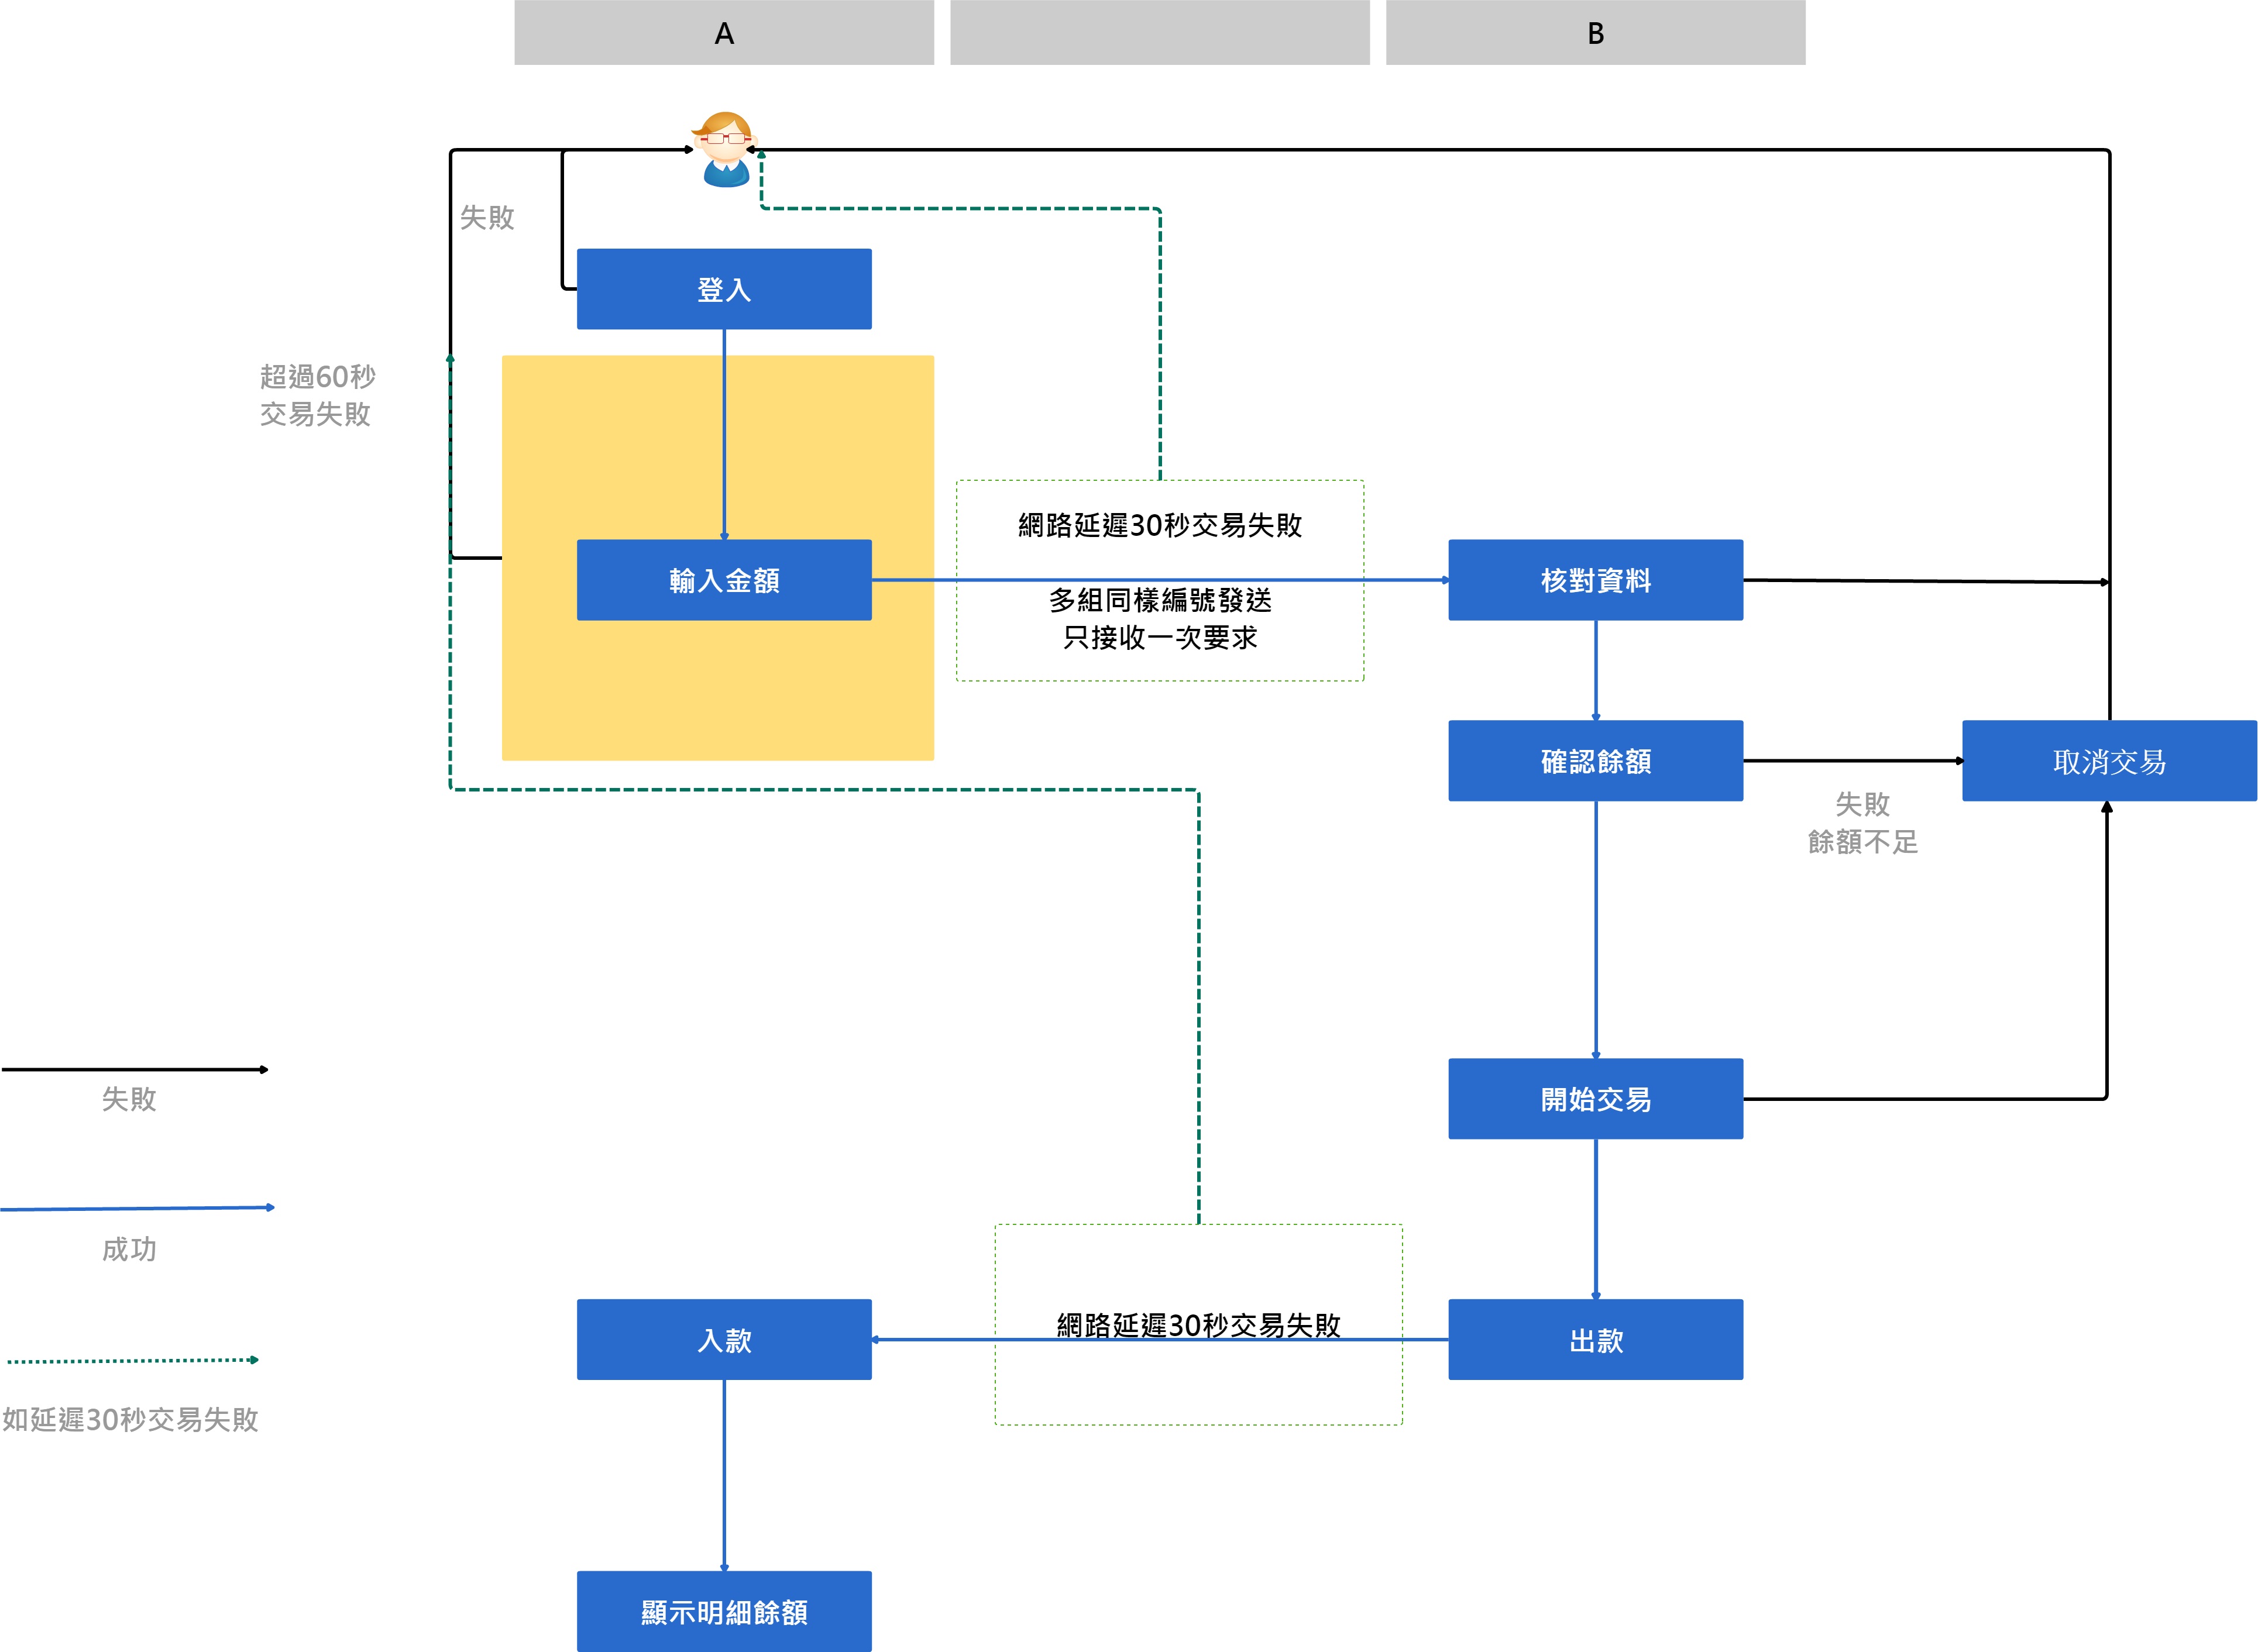 A
B
失敗
登入
超過60秒
交易失敗
網路延遲30秒交易失敗
輸入金額
核對資料
多組同樣編號發送
只接收一次要求
確認餘額
取消交易
失敗
餘額不足
失敗
開始交易
成功
入款
網路延遲30秒交易失敗
出款
如延遲30秒交易失敗
顯示明細餘額